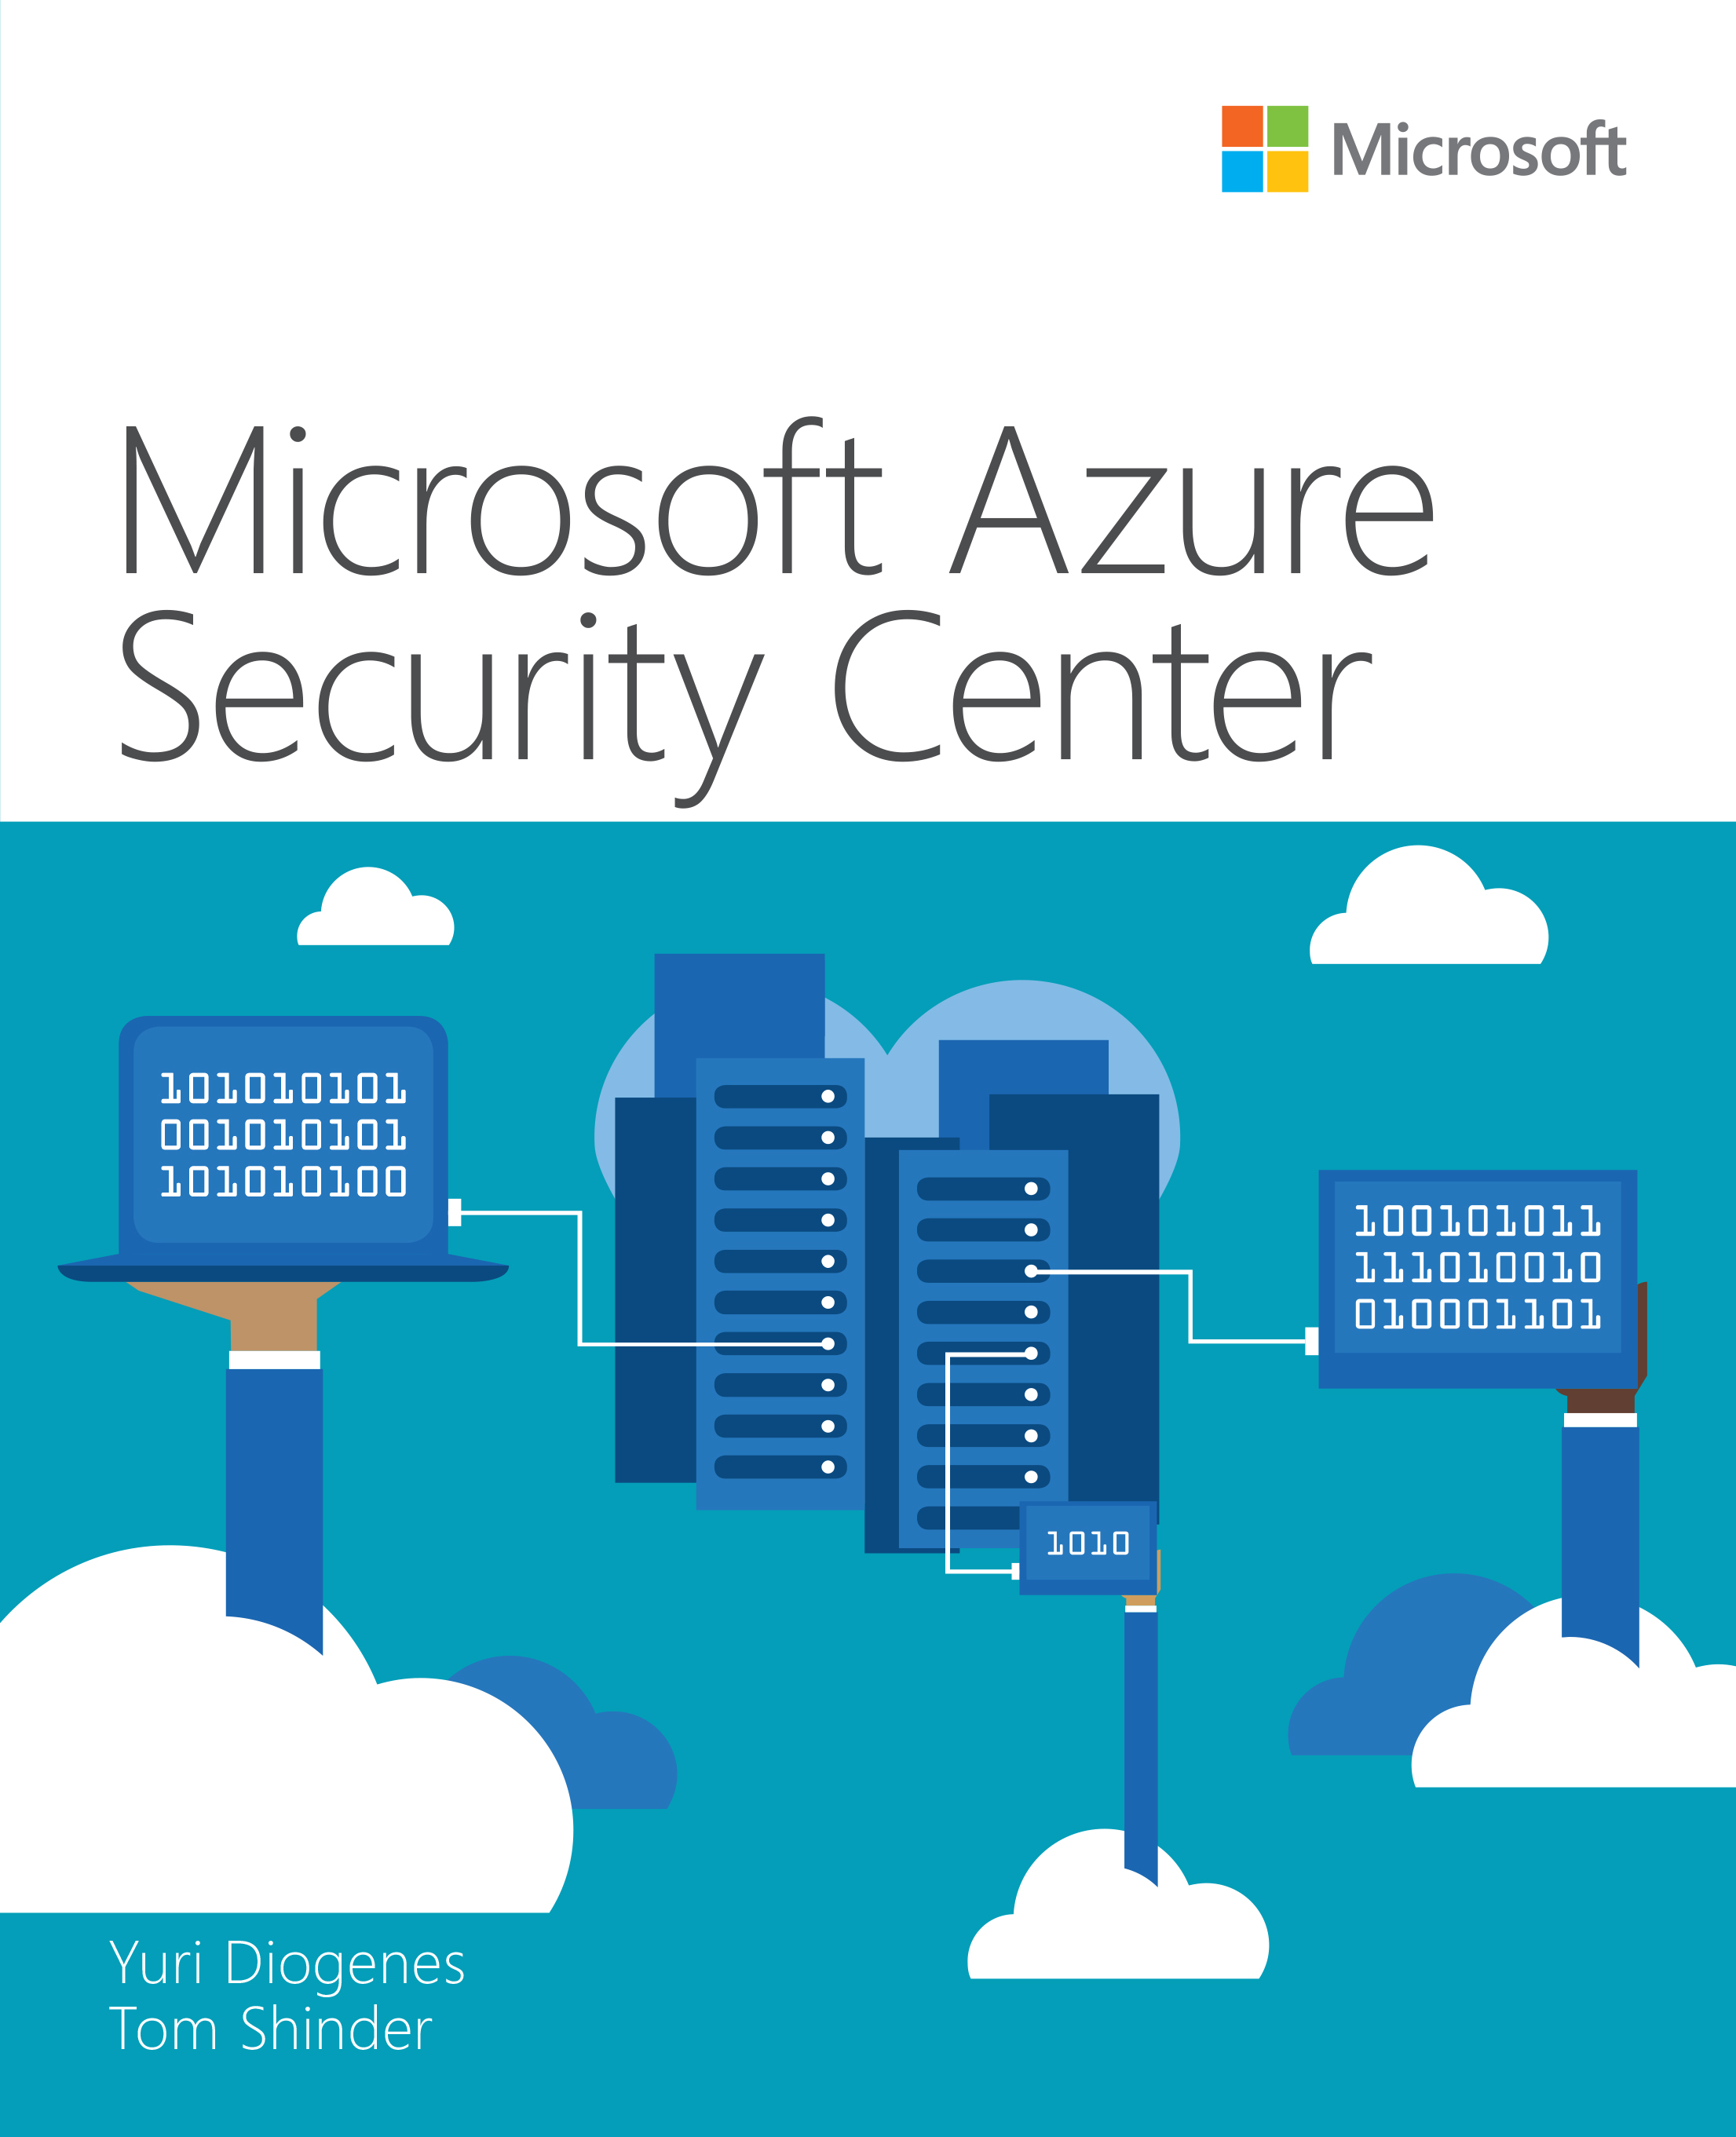 Microsoft
Microsoft Azure
Security Center
101010101
001010101
101010100
100101011
111010010
010001101
1010
Yuri Diogenes
Tom Shinder